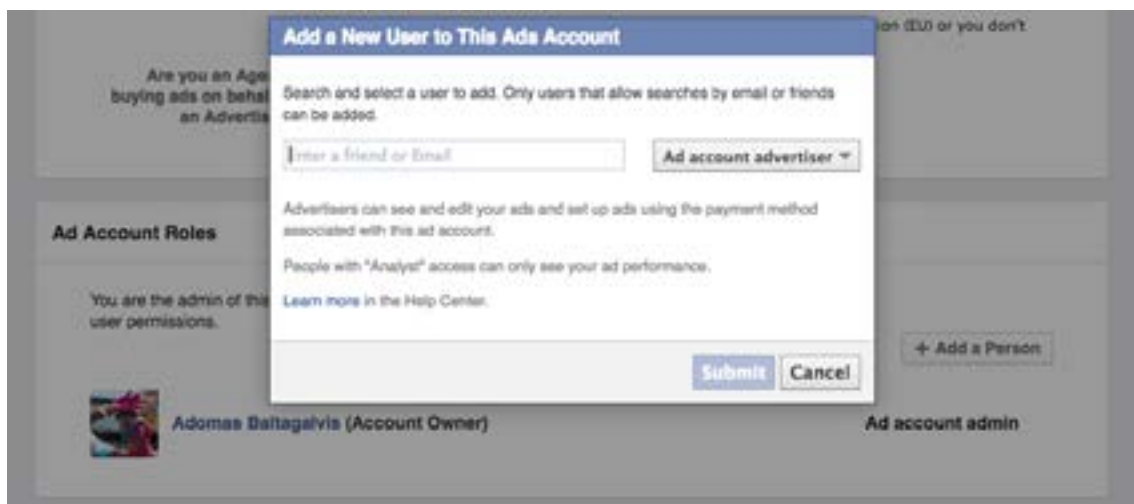 Add a New User to This Ads Account
ion (EU) or you don't
Are you an Age
buying ads on behal
an Advertis
Search and select a user to add. Only users that allow searches by email or friends
can be added.
Enter a friend or Email
Ad account advertiser
Advertisers can see and edit your ads and set up ads using the payment method
associated with this ad account.
People with "Analyst" access can only see your ad performance.
Learn more in the Help Center.
Submit Cancel
Ad Account Roles
You are the admin of this
user permissions.
+ Add a Person
Adomas Baltagalvis (Account Owner)
Ad account admin